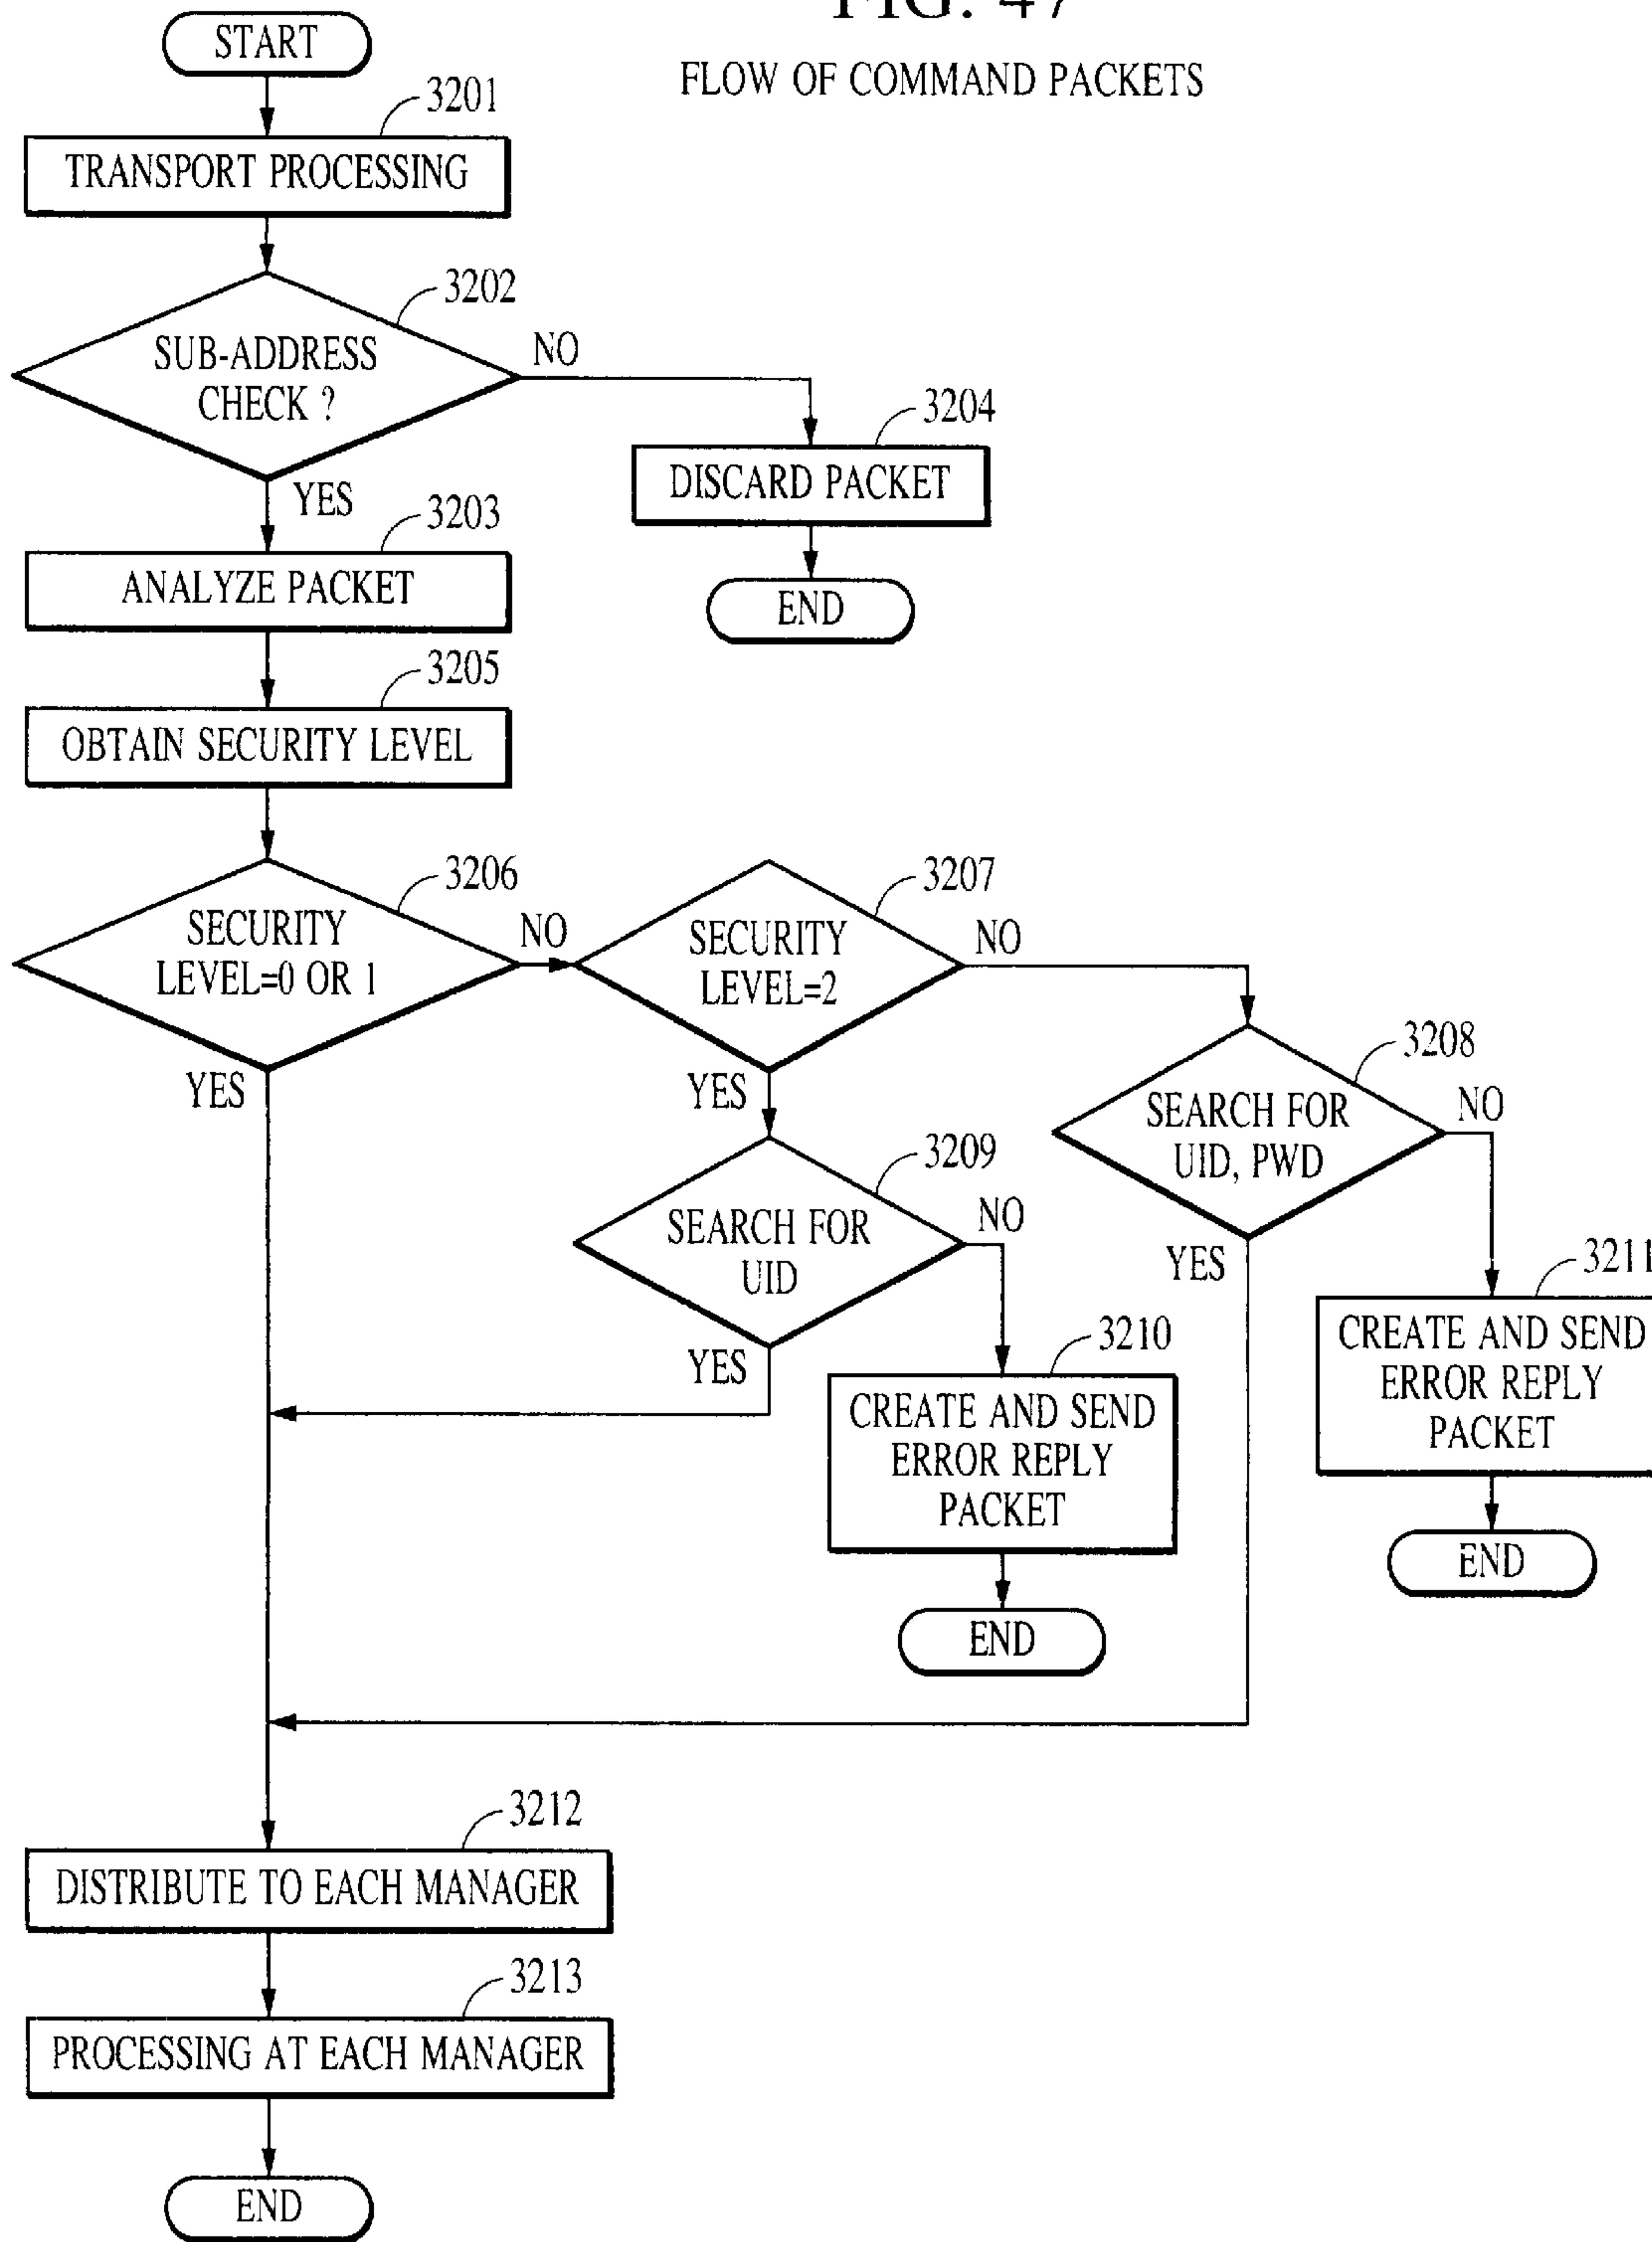 FIG. 47
FLOW OF COMMAND PACKETS
START
3201
TRANSPORT PROCESSING
3202
SUB-ADDRESS
CHECK ?
NO
YES
3204
DISCARD PACKET
END
3203
ANALYZE PACKET
3205
OBTAIN SECURITY LEVEL
3206
SECURITY
LEVEL=0 OR 1
NO
YES
3207
SECURITY
LEVEL=2
NO
YES
3208
SEARCH FOR
UID, PWD
NO
YES
3209
SEARCH FOR
UID
NO
YES
3210
CREATE AND SEND
ERROR REPLY
PACKET
END
3211
CREATE AND SEND
ERROR REPLY
PACKET
END
3212
DISTRIBUTE TO EACH MANAGER
3213
PROCESSING AT EACH MANAGER
END